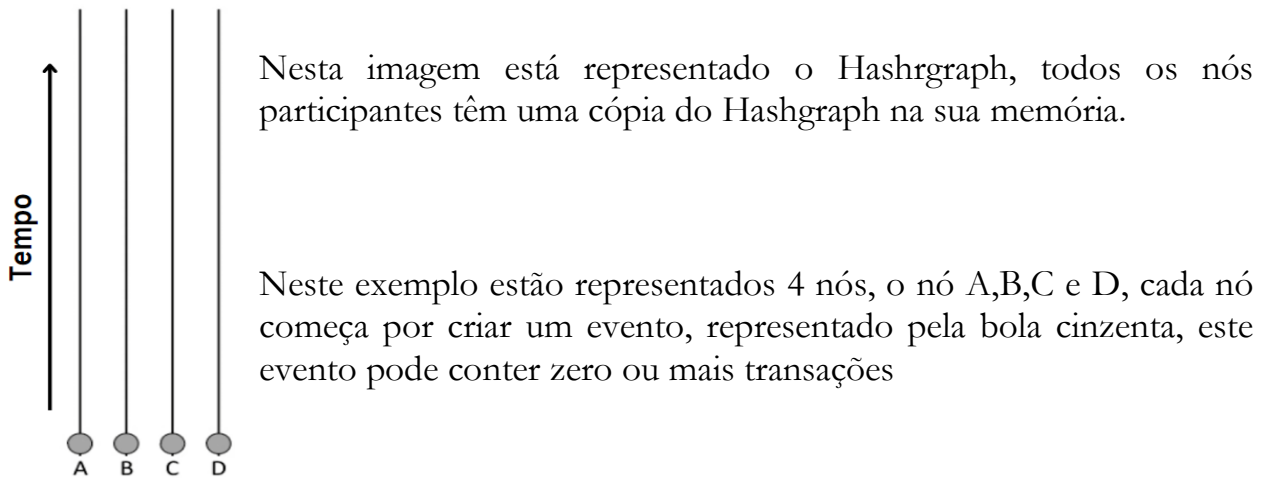 Nesta imagem está representado o Hashrgraph, todos os nós
participantes têm uma cópia do Hashgraph na sua memória.
Tempo
Neste exemplo estão representados 4 nós, o nó A,B,C e D, cada nó
começa por criar um evento, representado pela bola cinzenta, este
evento pode conter zero ou mais transações
A B C D